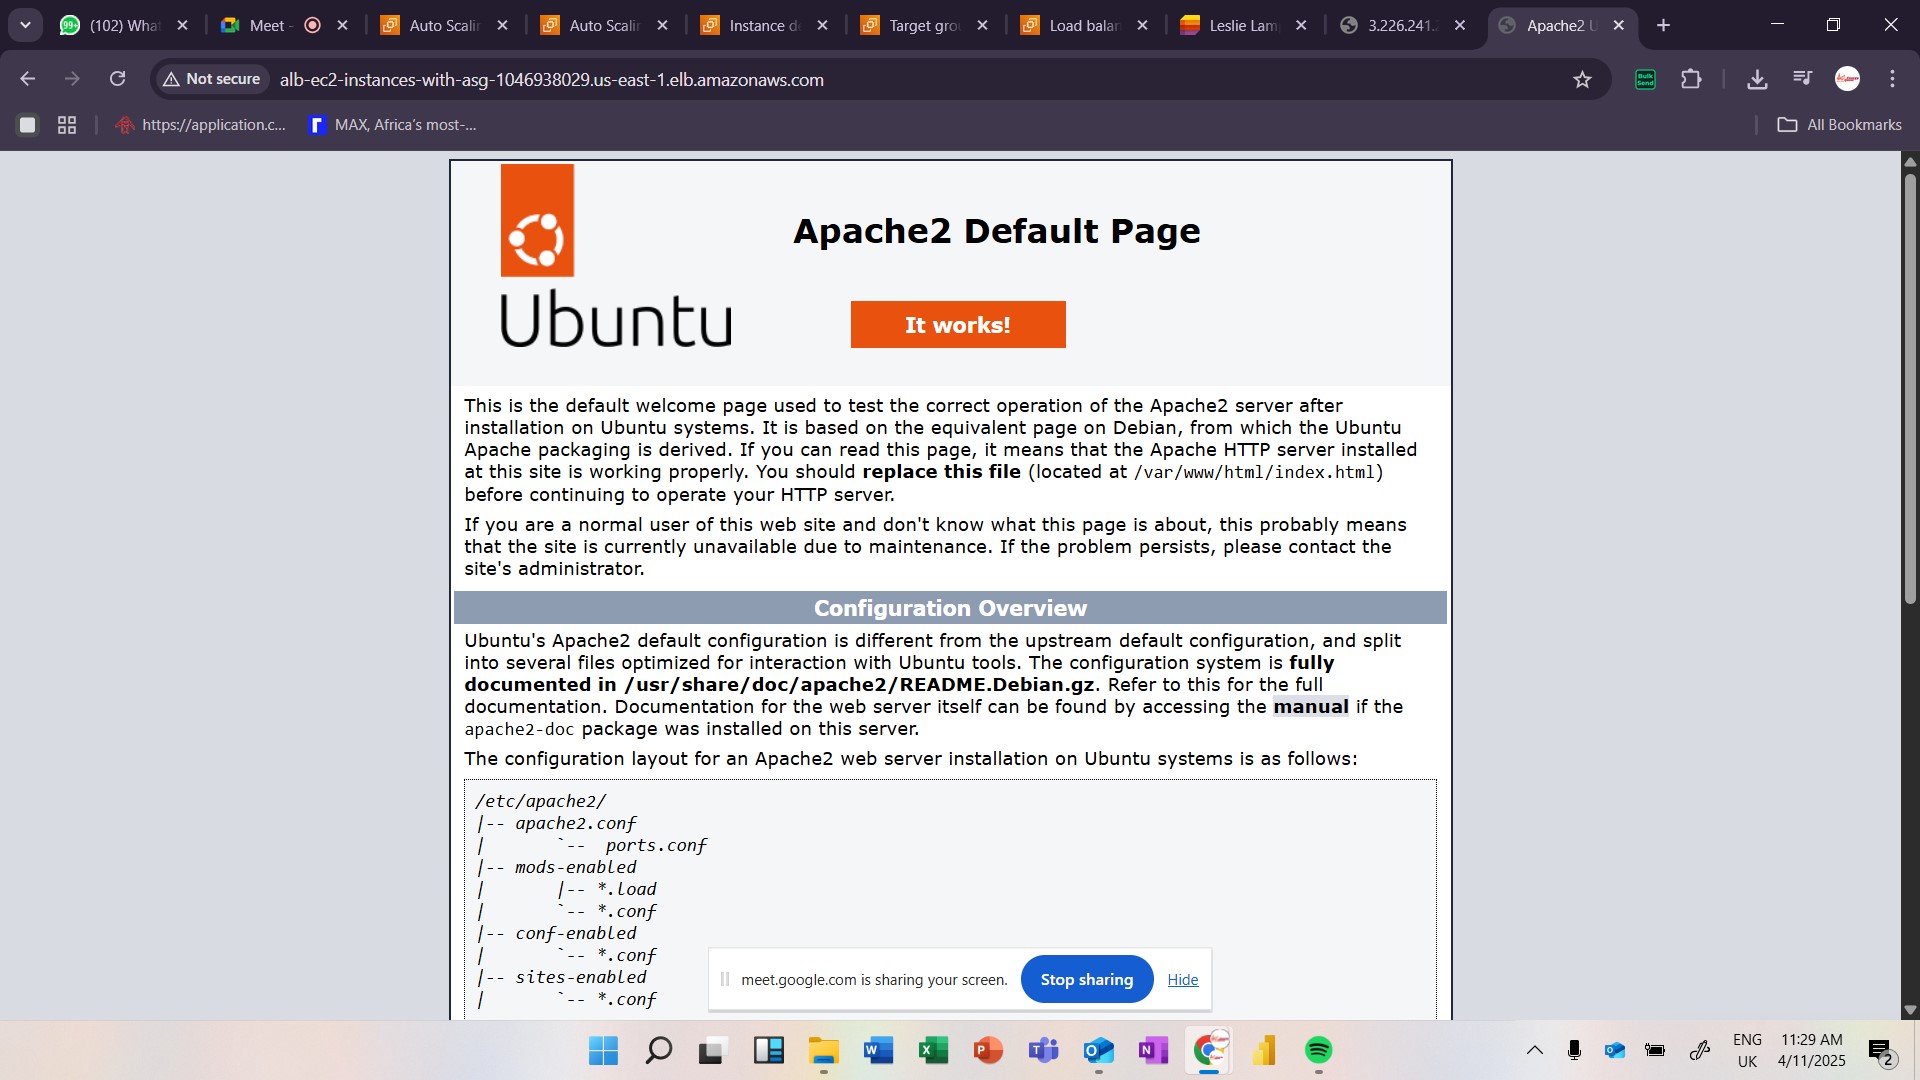 (102) What
Meet -
Auto Scalin
Auto Scalin
Instance de
Target gro
Load balan
Leslie Lam
3.226.241.
Apache2 U
Not secure
alb-ec2-instances-with-asg-1046938029.us-east-1.elb.amazonaws.com
Bulk
Send
https://application.c...
MAX, Africa's most-...
All Bookmarks
Ubuntu
Apache2 Default Page
It works!
This is the default welcome page used to test the correct operation of the Apache2 server after
installation on Ubuntu systems. It is based on the equivalent page on Debian, from which the Ubuntu
Apache packaging is derived. If you can read this page, it means that the Apache HTTP server installed
at this site is working properly. You should replace this file (located at /var/www/html/index.html)
before continuing to operate your HTTP server.
If you are a normal user of this web site and don't know what this page is about, this probably means
that the site is currently unavailable due to maintenance. If the problem persists, please contact the
site's administrator.
Configuration Overview
Ubuntu's Apache2 default configuration is different from the upstream default configuration, and split
into several files optimized for interaction with Ubuntu tools. The configuration system is fully
documented in /usr/share/doc/apache2/README.Debian.gz. Refer to this for the full
documentation. Documentation for the web server itself can be found by accessing the manual if the
apache2-doc package was installed on this server.
The configuration layout for an Apache2 web server installation on Ubuntu systems is as follows:
/etc/apache2/
|-- apache2.conf
|       `--  ports.conf
|-- mods-enabled
|       |-- *.load
|       `-- *.conf
|-- conf-enabled
|       `-- *.conf
|-- sites-enabled
|       `-- *.conf
meet.google.com is sharing your screen.
Stop sharing
Hide
ENG
UK
11:29 AM
4/11/2025
2